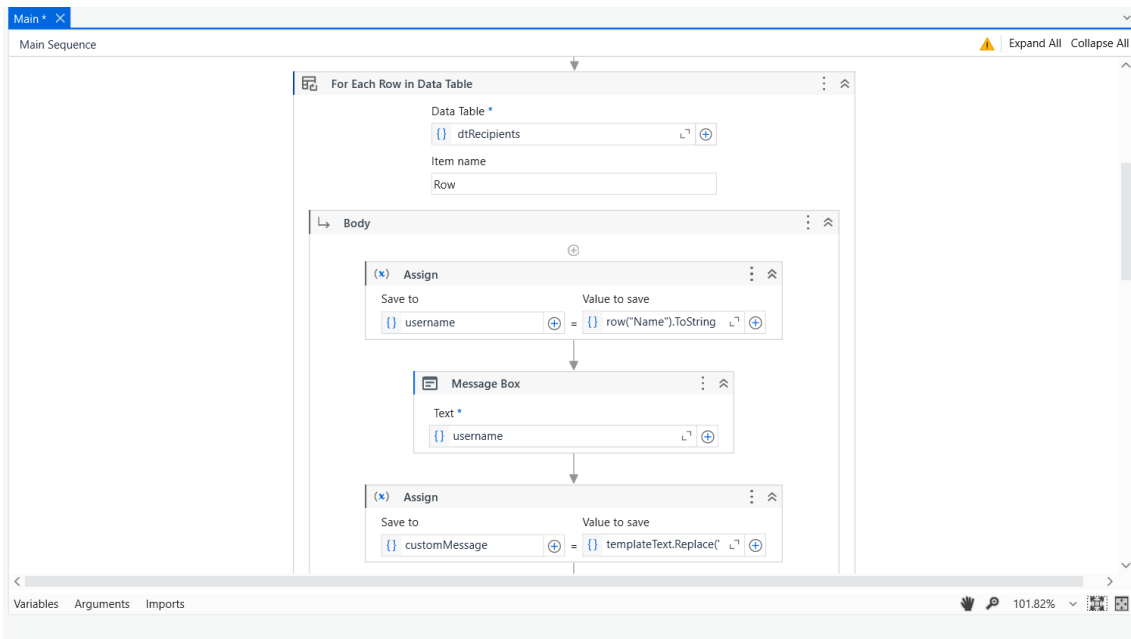 Main *
Main Sequence
Expand All
Collapse All
For Each Row in Data Table
Data Table *
{} dtRecipients
Item name
Row
Body
(x) Assign
Save to
Value to save
{} username = {} row("Name").ToString
Message Box
Text *
{} username
(x) Assign
Save to
Value to save
{} customMessage = {} templateText.Replace("
Variables
Arguments
Imports
101.82%